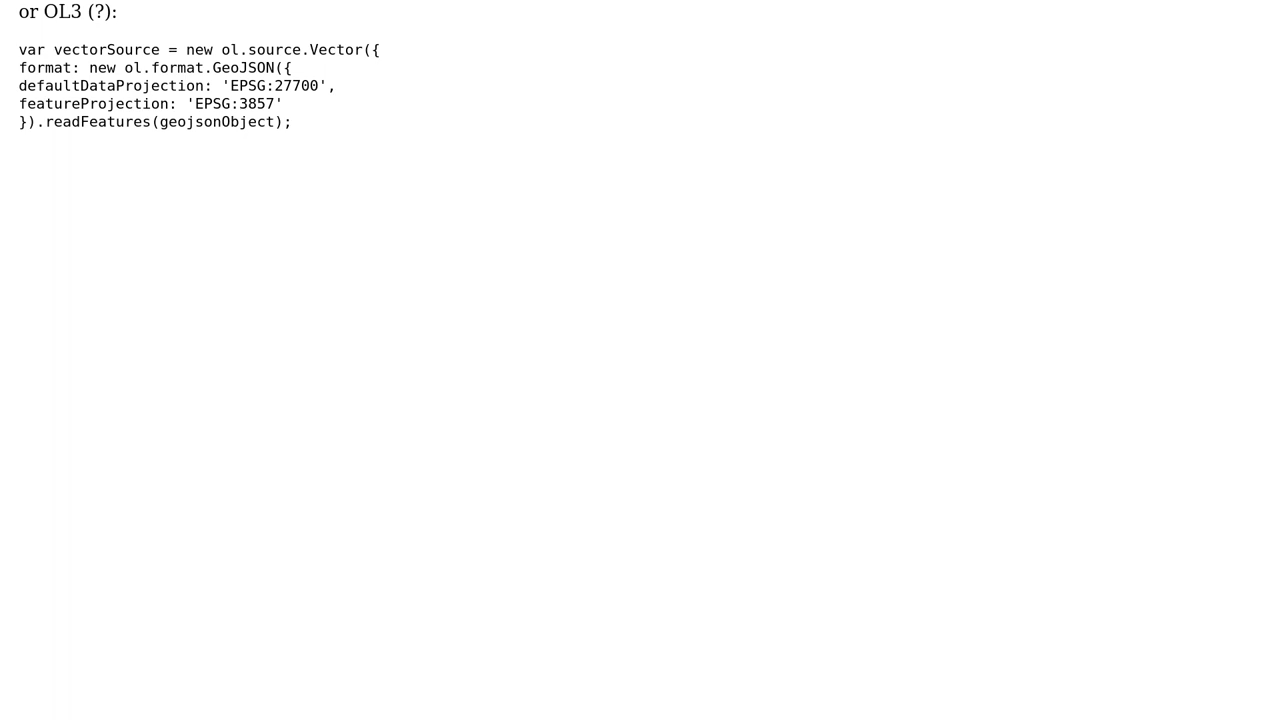 or OL3 (?):
var vectorSource = new ol.source.Vector({
format: new ol.format.GeoJSON({
defaultDataProjection: 'EPSG:27700',
featureProjection: 'EPSG:3857'
}).readFeatures(geojsonObject);